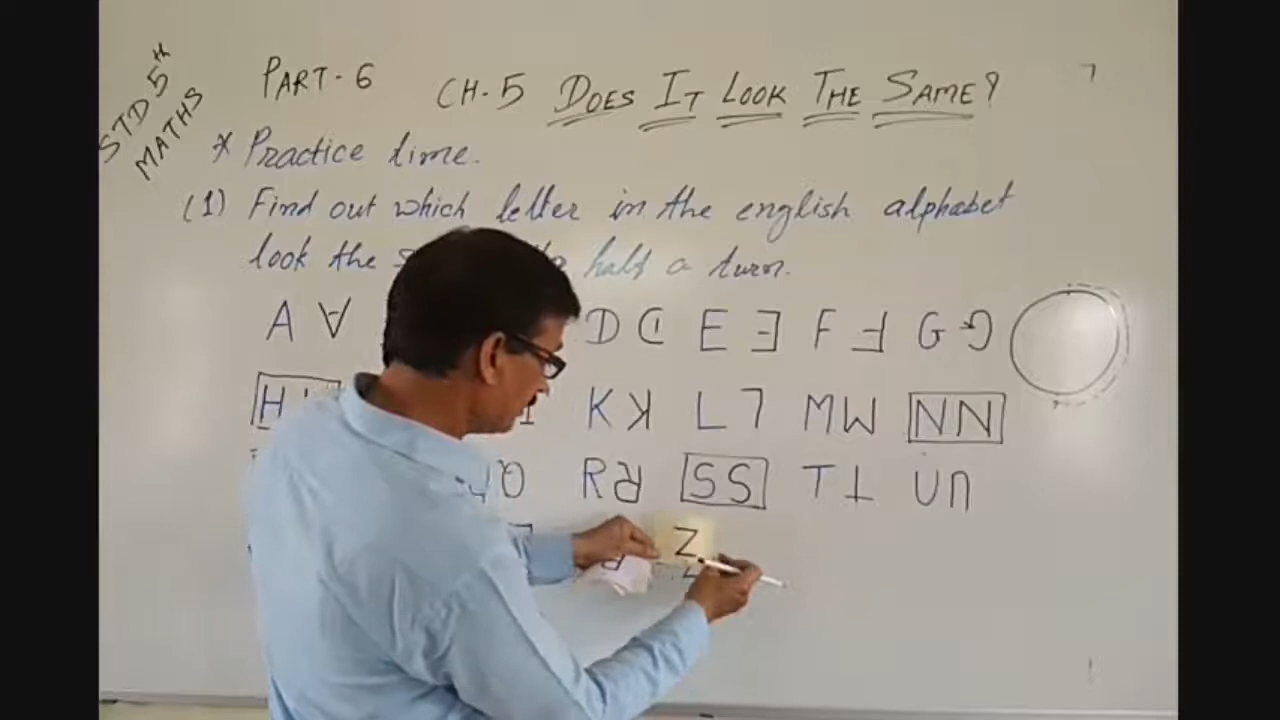 STD 5th
MATHS
PART-6 CH.5 DOES IT LOOK THE SAME?
* Practice time.
(1) Find out which letter in the english alphabet
look the half a turn.
A ∀ D E Ǝ F G
H K L M W N N
R S S T ⊥ U
Z